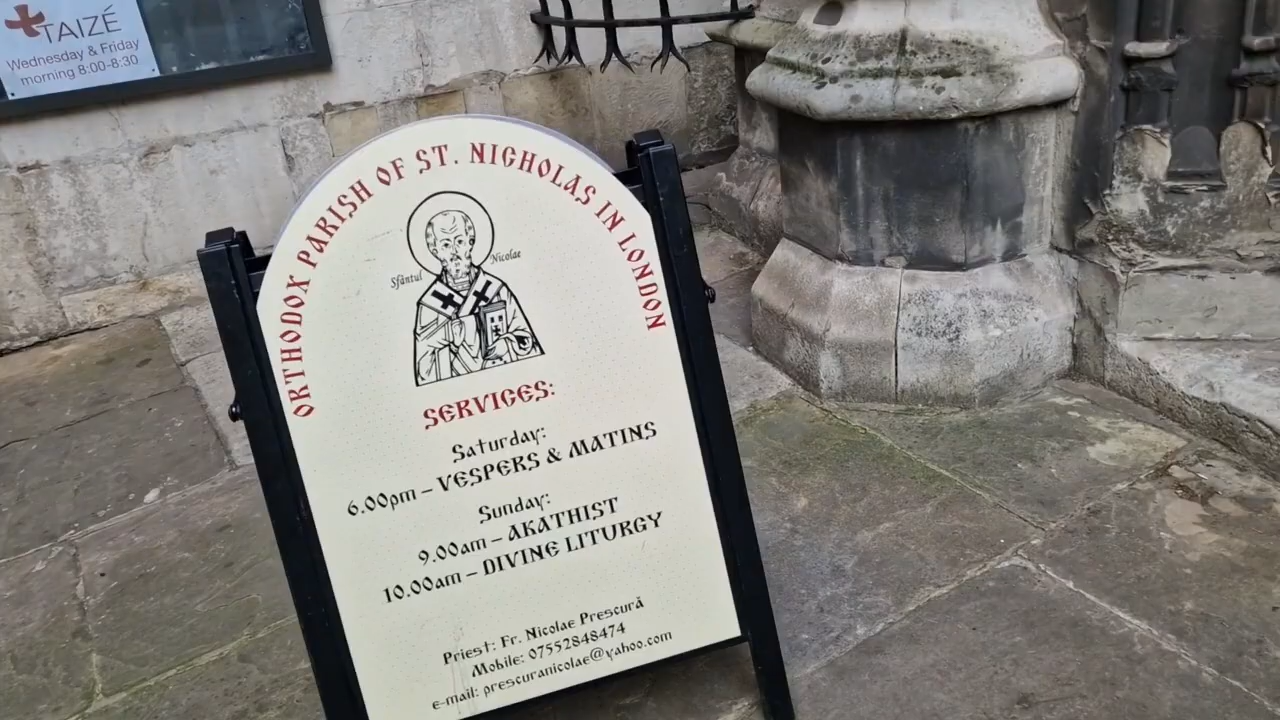 TAIZÉ
Wednesday & Friday
morning 8:00-8:30
ORTHODOX PARISH OF ST. NICHOLAS IN LONDON
Sfântul Nicolae
SERVICES:
Saturday:
6.00pm – VESPERS & MATINS
Sunday:
9.00am – AKATHIST
10.00am – DIVINE LITURGY
Priest: Fr. Nicolae Prescură
Mobile: 07552848474
e-mail: prescuranicolae@yahoo.com